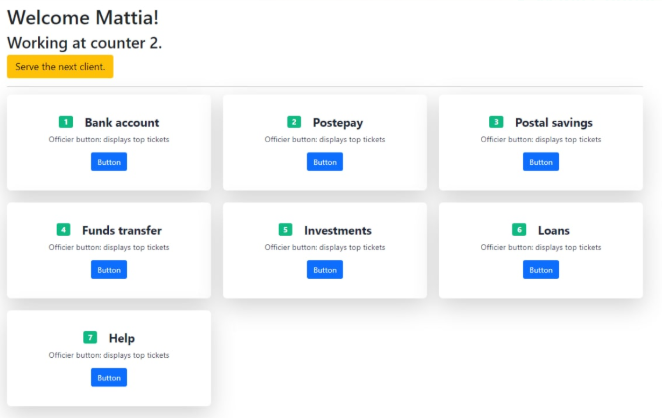 Welcome Mattia!
Working at counter 2.
Serve the next client.
1 Bank account
Officier button: displays top tickets
Button
2 Postepay
Officier button: displays top tickets
Button
3 Postal savings
Officier button: displays top tickets
Button
4 Funds transfer
Officier button: displays top tickets
Button
5 Investments
Officier button: displays top tickets
Button
6 Loans
Officier button: displays top tickets
Button
7 Help
Officier button: displays top tickets
Button